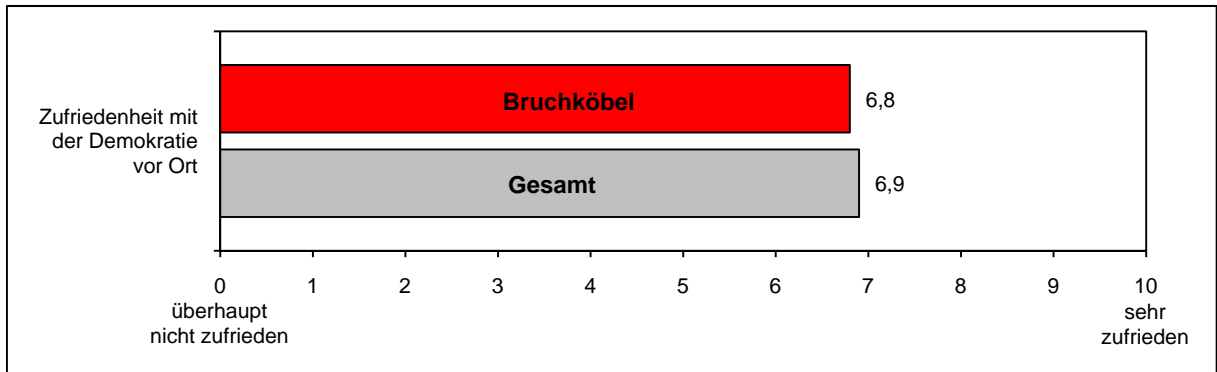 Zufriedenheit mit
der Demokratie
vor Ort
Bruchköbel
6,8
Gesamt
6,9
0 1 2 3 4 5 6 7 8 9 10
überhaupt
nicht zufrieden
sehr
zufrieden